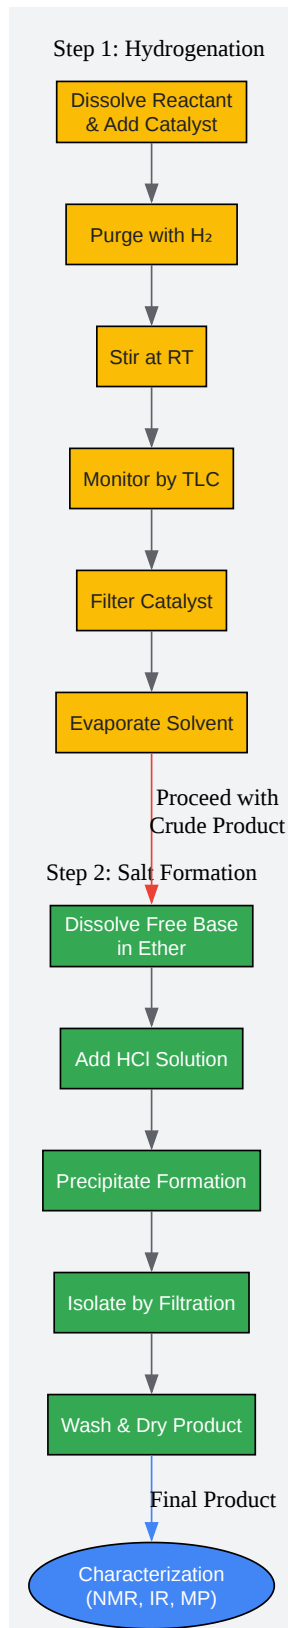 Step 1: Hydrogenation
Dissolve Reactant
& Add Catalyst
Purge with H₂
Stir at RT
Monitor by TLC
Filter Catalyst
Evaporate Solvent
Proceed with
Crude Product
Step 2: Salt Formation
Dissolve Free Base
in Ether
Add HCl Solution
Precipitate Formation
Isolate by Filtration
Wash & Dry Product
Final Product
Characterization
(NMR, IR, MP)